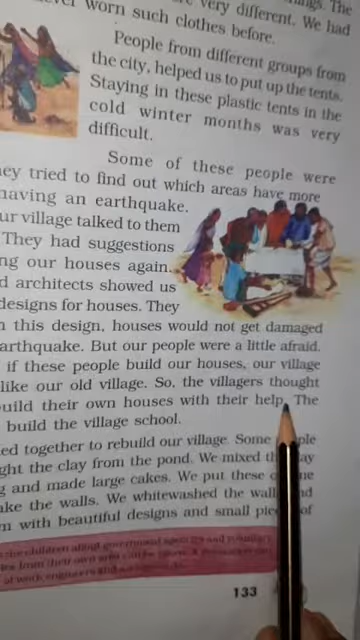 very different. We had
worn such clothes before.
People from different groups from
the city, helped us to put up the tents.
Staying in these plastic tents in the
cold winter months was very
difficult.
Some of these people were
ey tried to find out which areas have more
having an earthquake.
ur village talked to them
They had suggestions
ng our houses again.
d architects showed us
designs for houses. They
n this design, houses would not get damaged
arthquake. But our people were a little afraid.
if these people build our houses, our village
like our old village. So, the villagers thought
uild their own houses with their help. The
build the village school.
ed together to rebuild our village. Some
ght the clay from the pond. We mixed the
g and made large cakes. We put these
ake the walls. We whitewashed the
m with beautiful designs and small of
133